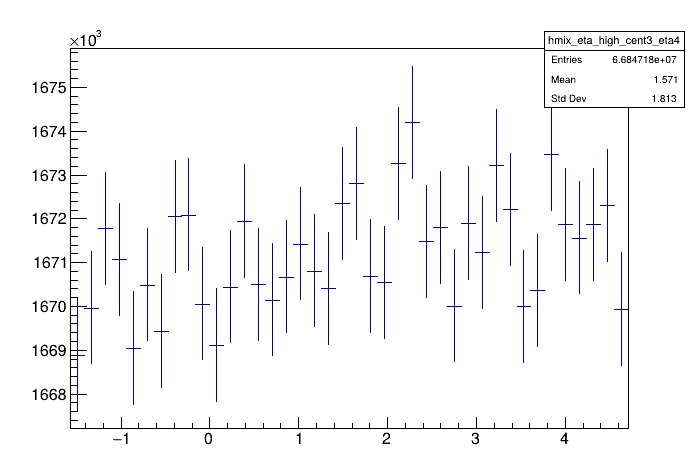 ×10³
hmix_eta_high_cent3_eta4
Entries 6.684718e+07
Mean 1.571
Std Dev 1.813
1675
1674
1673
1672
1671
1670
1669
1668
−1 0 1 2 3 4